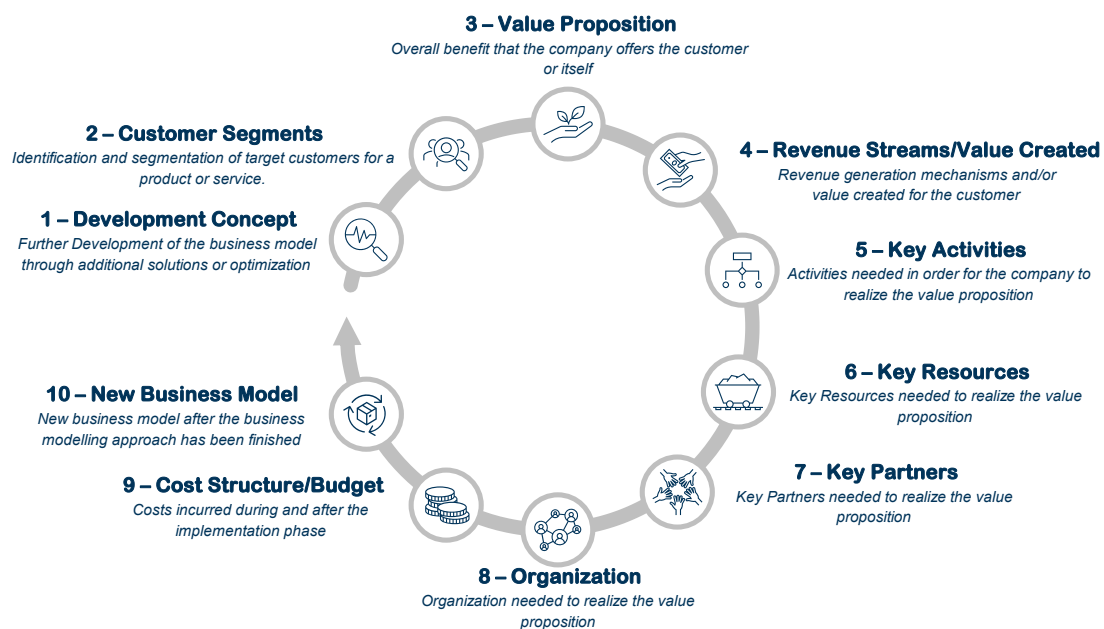 3 – Value Proposition
Overall benefit that the company offers the customer
or itself
2 – Customer Segments
Identification and segmentation of target customers for a
product or service.
4 – Revenue Streams/Value Created
Revenue generation mechanisms and/or
value created for the customer
1 – Development Concept
Further Development of the business model
through additional solutions or optimization
5 – Key Activities
Activities needed in order for the company to
realize the value proposition
6 – Key Resources
Key Resources needed to realize the value
proposition
10 – New Business Model
New business model after the business
modelling approach has been finished
7 – Key Partners
Key Partners needed to realize the value
proposition
9 – Cost Structure/Budget
Costs incurred during and after the
implementation phase
8 – Organization
Organization needed to realize the value
proposition